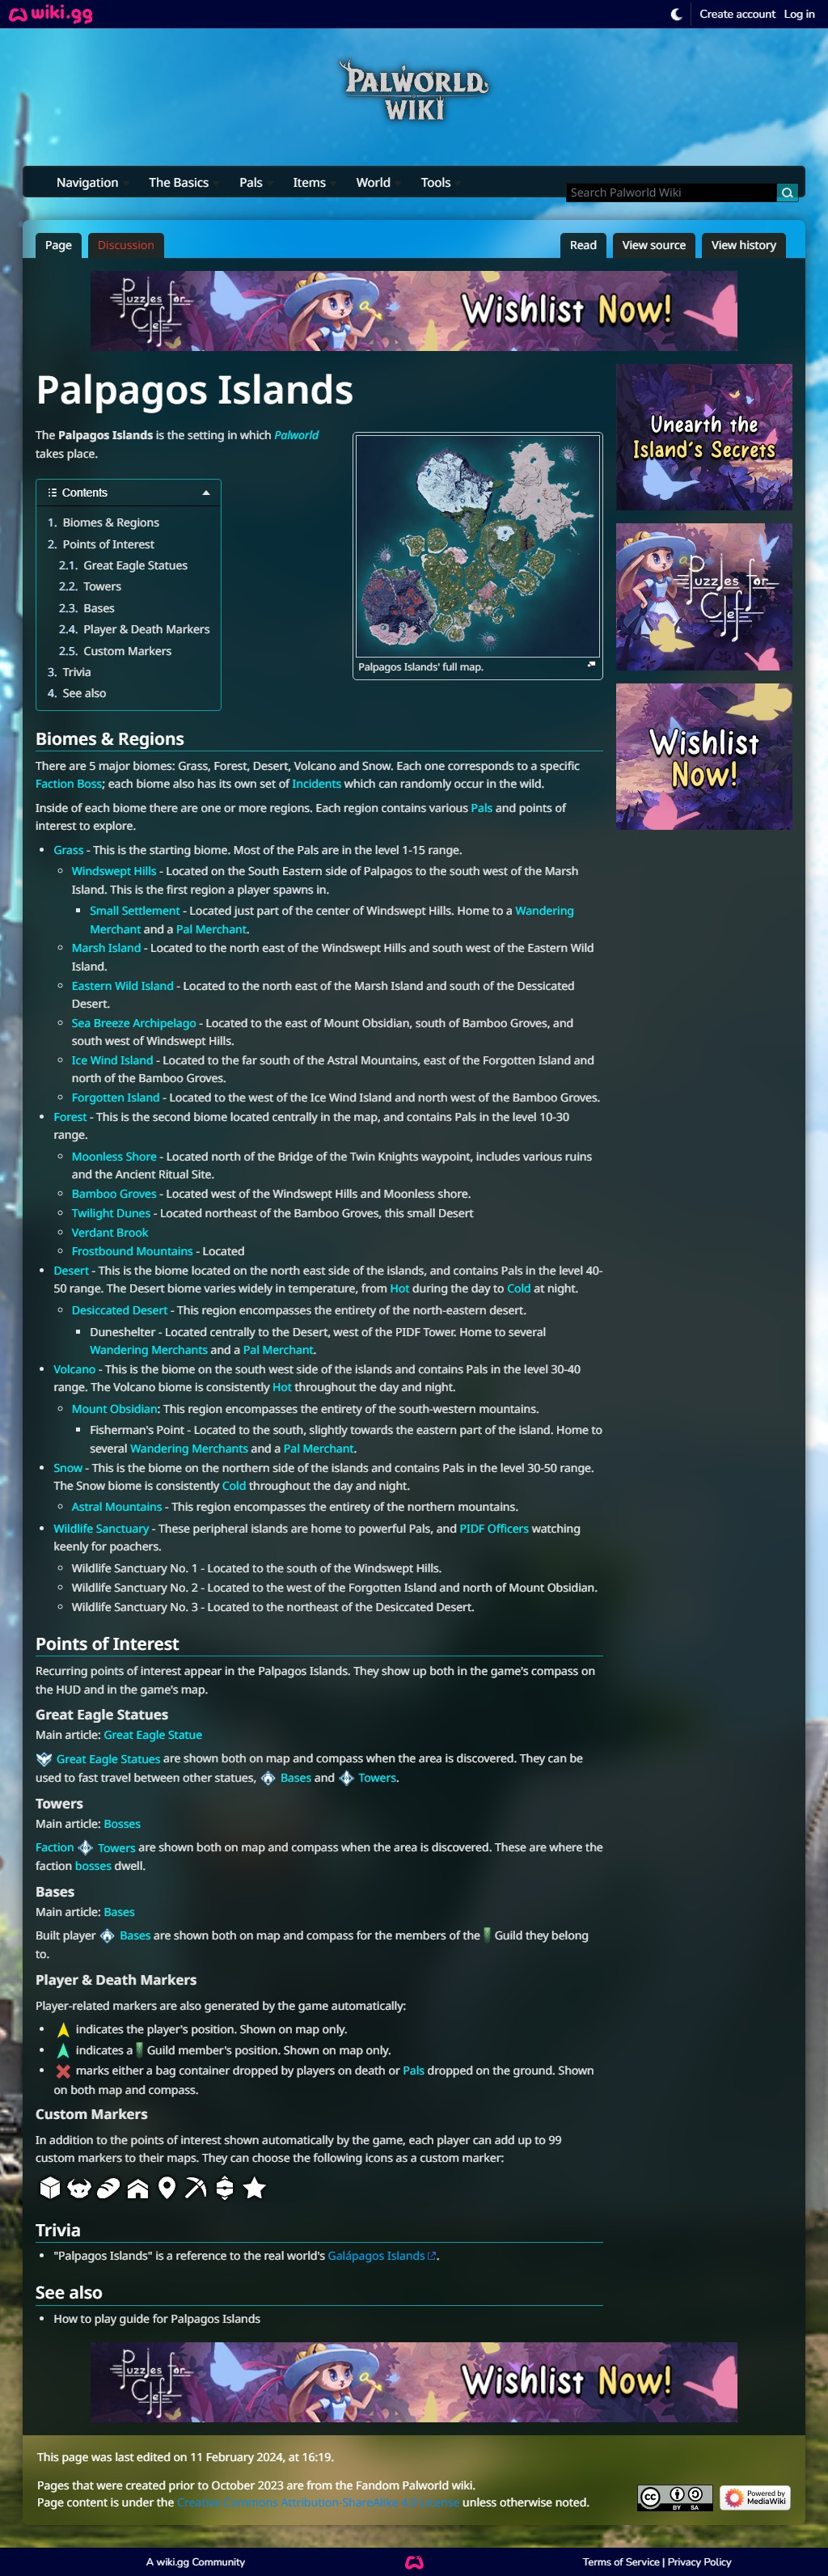 wiki.gg
Create account Log in
PALWORLD
WIKI
Navigation The Basics Pals Items World Tools
Search Palworld Wiki
Page Discussion Read View source View history
Puzzles for
Clef
Wishlist Now!
Palpagos Islands
Unearth the
Island's Secrets
Puzzles for
Clef
Wishlist
Now!
The Palpagos Islands is the setting in which Palworld
takes place.
Contents
1. Biomes & Regions
2. Points of Interest
2.1. Great Eagle Statues
2.2. Towers
2.3. Bases
2.4. Player & Death Markers
2.5. Custom Markers
3. Trivia
4. See also
Palpagos Islands' full map.
Biomes & Regions
There are 5 major biomes: Grass, Forest, Desert, Volcano and Snow. Each one corresponds to a specific
Faction Boss; each biome also has its own set of Incidents which can randomly occur in the wild.
Inside of each biome there are one or more regions. Each region contains various Pals and points of
interest to explore.
• Grass - This is the starting biome. Most of the Pals are in the level 1-15 range.
◦ Windswept Hills - Located on the South Eastern side of Palpagos to the south west of the Marsh
Island. This is the first region a player spawns in.
▪ Small Settlement - Located just part of the center of Windswept Hills. Home to a Wandering
Merchant and a Pal Merchant.
◦ Marsh Island - Located to the north east of the Windswept Hills and south west of the Eastern Wild
Island.
◦ Eastern Wild Island - Located to the north east of the Marsh Island and south of the Dessicated
Desert.
◦ Sea Breeze Archipelago - Located to the east of Mount Obsidian, south of Bamboo Groves, and
south west of Windswept Hills.
◦ Ice Wind Island - Located to the far south of the Astral Mountains, east of the Forgotten Island and
north of the Bamboo Groves.
◦ Forgotten Island - Located to the west of the Ice Wind Island and north west of the Bamboo Groves.
• Forest - This is the second biome located centrally in the map, and contains Pals in the level 10-30
range.
◦ Moonless Shore - Located north of the Bridge of the Twin Knights waypoint, includes various ruins
and the Ancient Ritual Site.
◦ Bamboo Groves - Located west of the Windswept Hills and Moonless shore.
◦ Twilight Dunes - Located northeast of the Bamboo Groves, this small Desert
◦ Verdant Brook
◦ Frostbound Mountains - Located
• Desert - This is the biome located on the north east side of the islands, and contains Pals in the level 40-
50 range. The Desert biome varies widely in temperature, from Hot during the day to Cold at night.
◦ Desiccated Desert - This region encompasses the entirety of the north-eastern desert.
▪ Duneshelter - Located centrally to the Desert, west of the PIDF Tower. Home to several
Wandering Merchants and a Pal Merchant.
• Volcano - This is the biome on the south west side of the islands and contains Pals in the level 30-40
range. The Volcano biome is consistently Hot throughout the day and night.
◦ Mount Obsidian: This region encompasses the entirety of the south-western mountains.
▪ Fisherman's Point - Located to the south, slightly towards the eastern part of the island. Home to
several Wandering Merchants and a Pal Merchant.
• Snow - This is the biome on the northern side of the islands and contains Pals in the level 30-50 range.
The Snow biome is consistently Cold throughout the day and night.
◦ Astral Mountains - This region encompasses the entirety of the northern mountains.
• Wildlife Sanctuary - These peripheral islands are home to powerful Pals, and PIDF Officers watching
keenly for poachers.
◦ Wildlife Sanctuary No. 1 - Located to the south of the Windswept Hills.
◦ Wildlife Sanctuary No. 2 - Located to the west of the Forgotten Island and north of Mount Obsidian.
◦ Wildlife Sanctuary No. 3 - Located to the northeast of the Desiccated Desert.
Points of Interest
Recurring points of interest appear in the Palpagos Islands. They show up both in the game's compass on
the HUD and in the game's map.
Great Eagle Statues
Main article: Great Eagle Statue
Great Eagle Statues are shown both on map and compass when the area is discovered. They can be
used to fast travel between other statues, Bases and Towers.
Towers
Main article: Bosses
Faction Towers are shown both on map and compass when the area is discovered. These are where the
faction bosses dwell.
Bases
Main article: Bases
Built player Bases are shown both on map and compass for the members of the Guild they belong
to.
Player & Death Markers
Player-related markers are also generated by the game automatically:
• indicates the player's position. Shown on map only.
• indicates a Guild member's position. Shown on map only.
• marks either a bag container dropped by players on death or Pals dropped on the ground. Shown
on both map and compass.
Custom Markers
In addition to the points of interest shown automatically by the game, each player can add up to 99
custom markers to their maps. They can choose the following icons as a custom marker:
Trivia
• "Palpagos Islands" is a reference to the real world's Galápagos Islands.
See also
• How to play guide for Palpagos Islands
Puzzles for
Clef
Wishlist Now!
This page was last edited on 11 February 2024, at 16:19.
Pages that were created prior to October 2023 are from the Fandom Palworld wiki.
Page content is under the Creative Commons Attribution-ShareAlike 4.0 License unless otherwise noted.
cc BY SA
Powered by
MediaWiki
A wiki.gg Community
Terms of Service | Privacy Policy